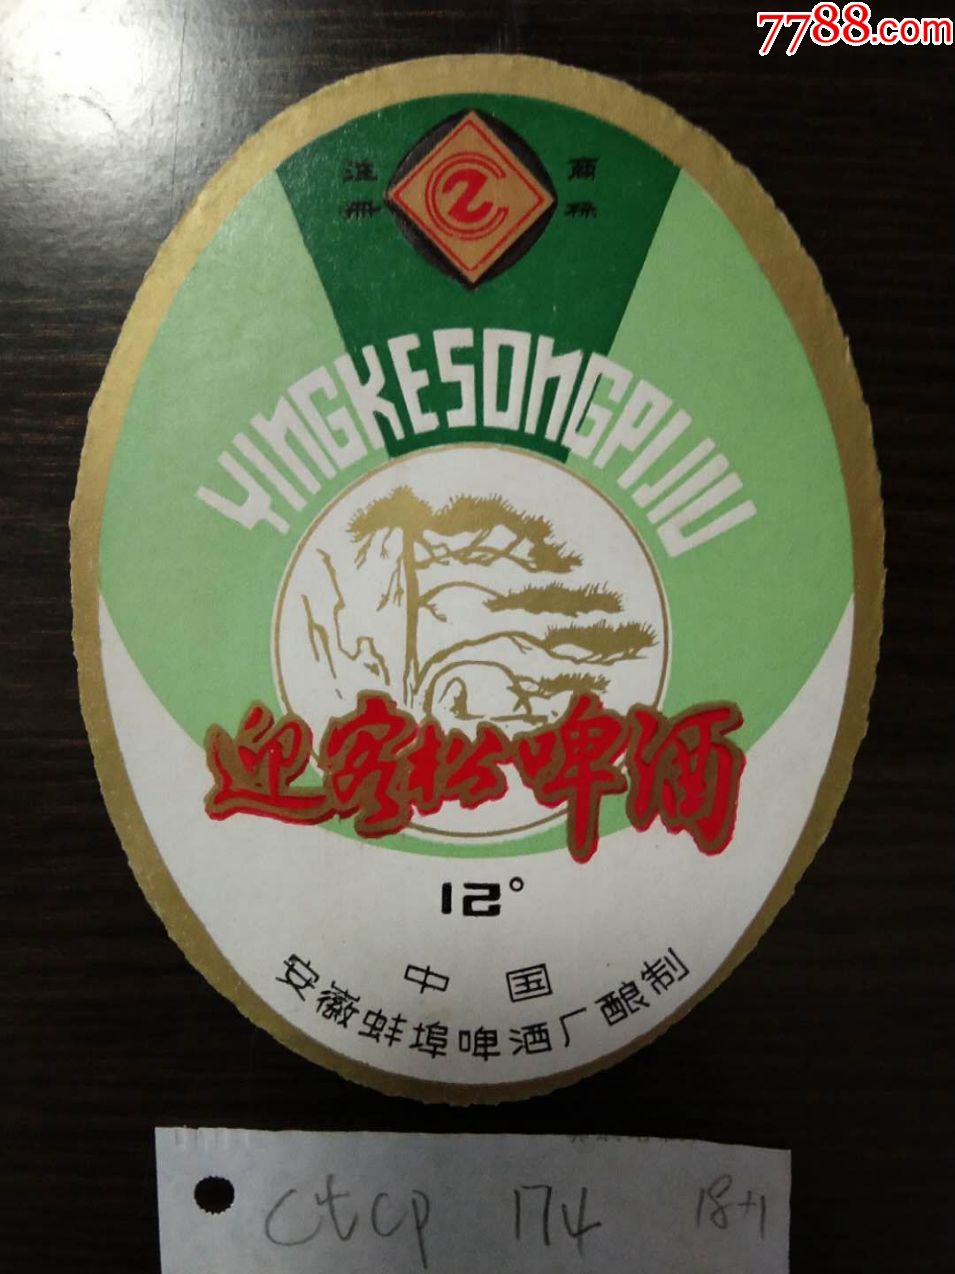 7788.com
注 商
册 标
YINGKESONGPIJIU
迎客松啤酒
12°
中国
安徽蚌埠啤酒厂酿制
ctcp 174 18+1